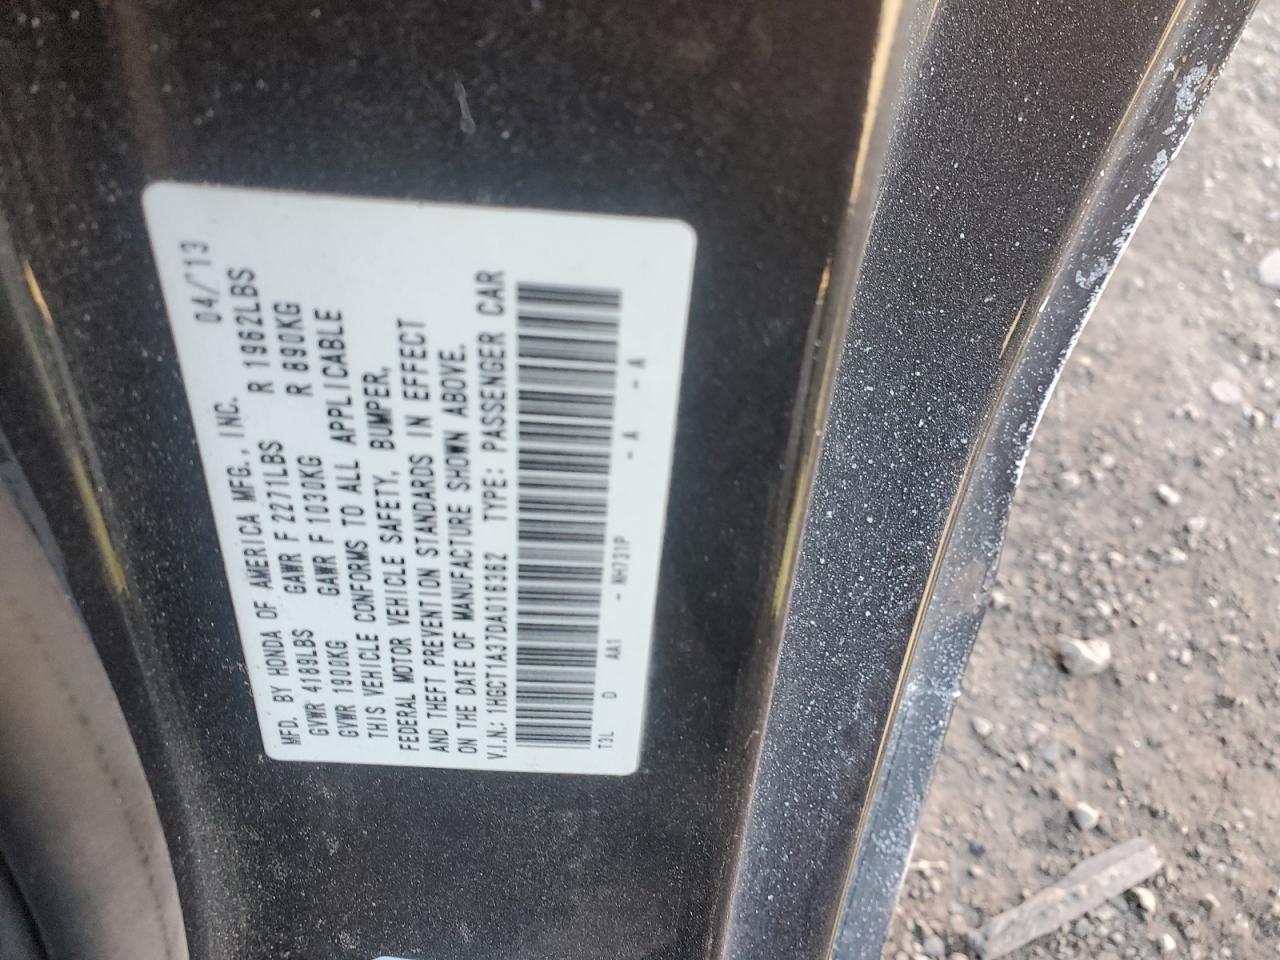 MFD. BY HONDA OF AMERICA MFG., INC. 04/'13
GVWR 4189LBS GAWR F 2271LBS R 1962LBS
GVWR 1900KG GAWR F 1030KG R 890KG
THIS VEHICLE CONFORMS TO ALL APPLICABLE
FEDERAL MOTOR VEHICLE SAFETY, BUMPER,
AND THEFT PREVENTION STANDARDS IN EFFECT
ON THE DATE OF MANUFACTURE SHOWN ABOVE.
V.I.N.: 1HGCT1A37DA016362 TYPE: PASSENGER CAR
T3L D AA1 - NH731P - A - A